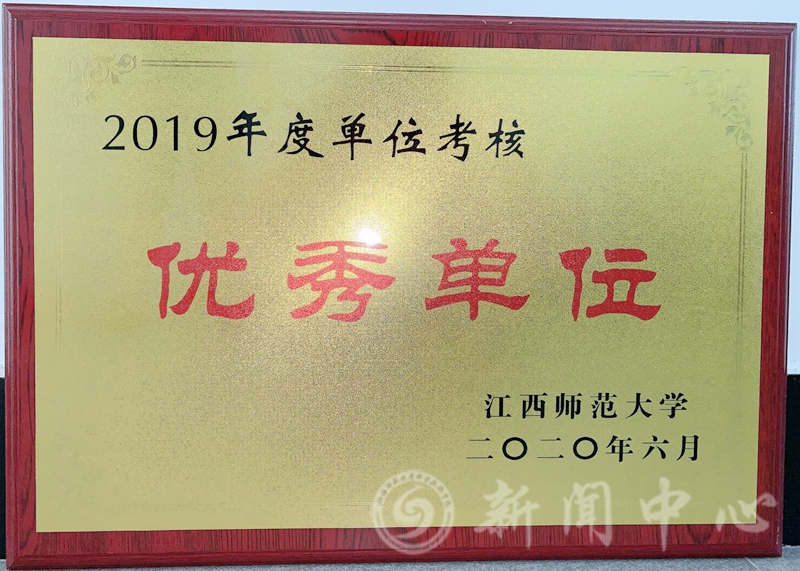 2019年度单位考核
优秀单位
江西师范大学
二〇二〇年六月
新闻中心